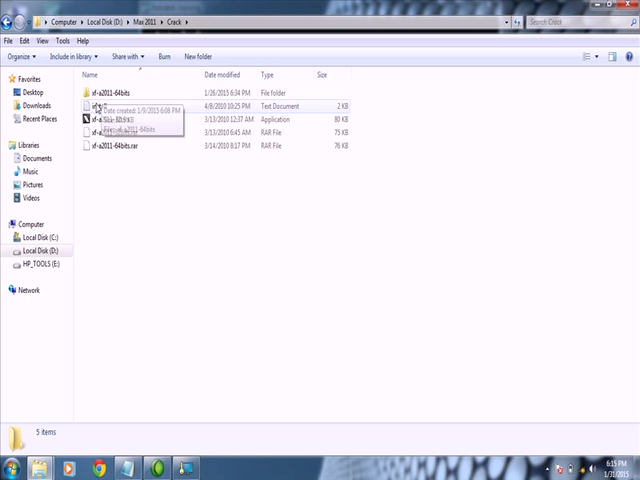 Computer ▸ Local Disk (D:) ▸ Max 2011 ▸ Crack ▸
Search Crack
File Edit View Tools Help
Organize Include in library Share with Burn New folder
Name Date modified Type Size
Favorites
Desktop
Downloads
Recent Places
Libraries
Documents
Music
Pictures
Videos
Computer
Local Disk (C:)
Local Disk (D:)
HP_TOOLS (E:)
Network
xf-a2011-64bits 1/26/2015 6:34 PM File folder
4/8/2010 10:25 PM Text Document 2 KB
3/13/2010 12:37 AM Application 80 KB
3/13/2010 6:45 AM RAR File 75 KB
xf-a2011-64bits.rar 3/14/2010 8:17 PM RAR File 76 KB
Date created: 1/9/2015 6:08 PM
Files: xf-a2011-64bits
5 items
6:15 PM
1/31/2015